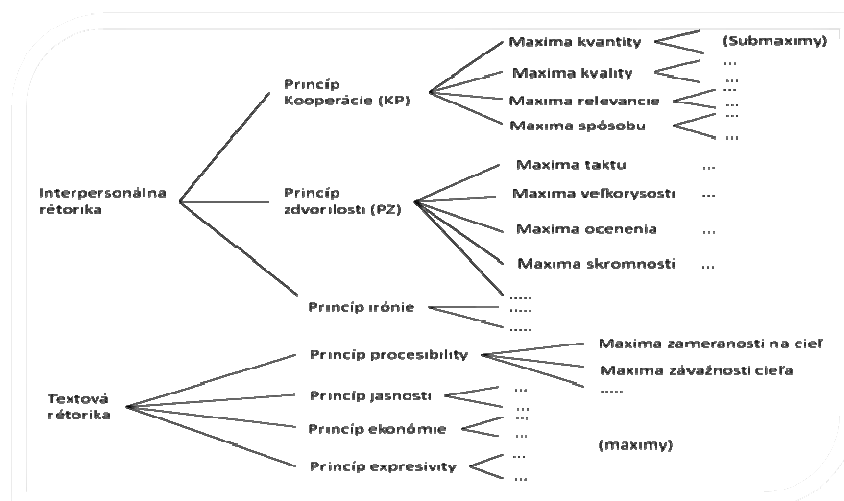 Maxima kvantity
(Submaximy)
Princíp
Kooperácie (KP)
Maxima kvality
...
...
Maxima relevancie
...
...
Maxima spôsobu
...
...
Interpersonálna
rétorika
Princíp
zdvorilosti (PZ)
Maxima taktu
...
Maxima veľkorysosti
...
Maxima ocenenia
...
Maxima skromnosti
...
.....
Princíp irónie
.....
.....
Textová
rétorika
Princíp procesibility
Maxima zameranosti na cieľ
Maxima závažnosti cieľa
.....
Princíp jasnosti
...
...
Princíp ekonómie
...
...
(maximy)
Princíp expresivity
...
...